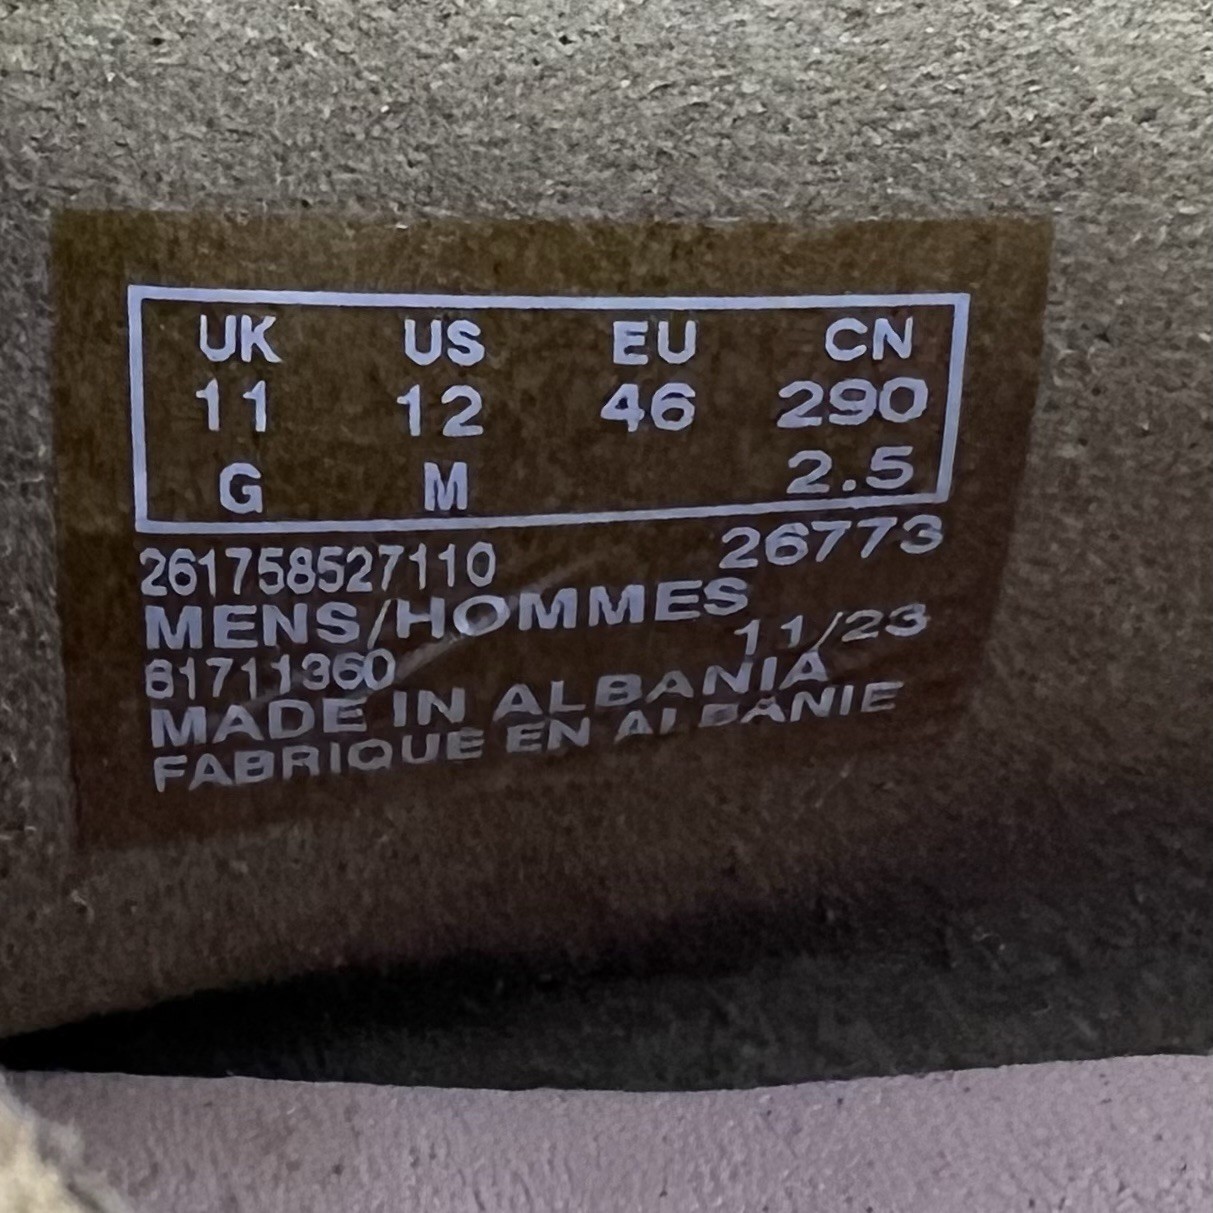 UK US EU CN
11 12 46 290
G M 2.5
261758527110 26773
MENS/HOMMES
61711360 11/23
MADE IN ALBANIA
FABRIQUE EN ALBANIE